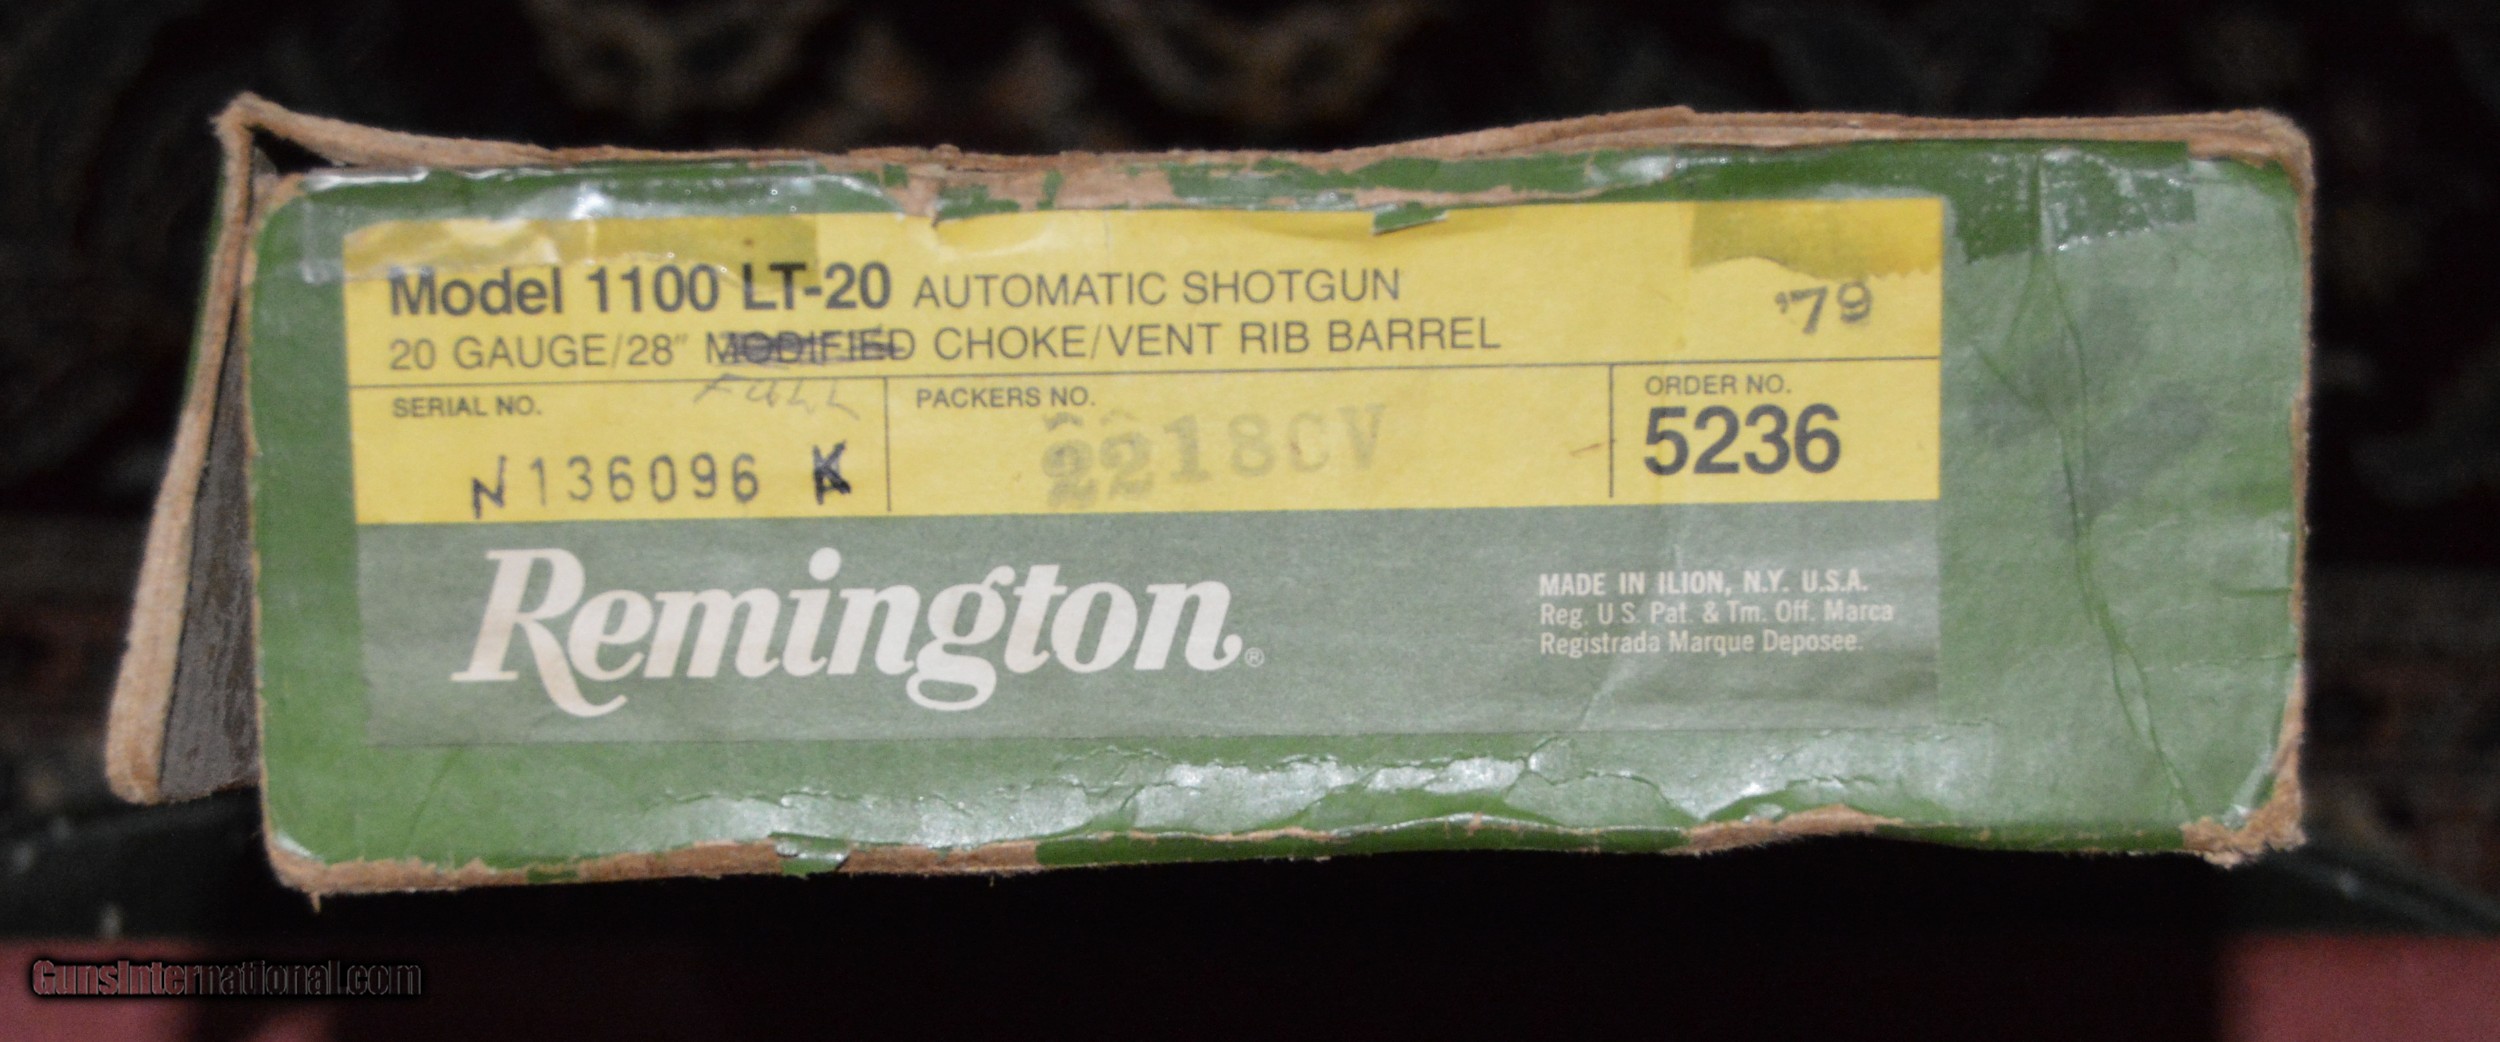 Model 1100 LT-20 AUTOMATIC SHOTGUN
79
20 GAUGE/28" MODIFIED CHOKE/VENT RIB BARREL
FULL
SERIAL NO.
N136096 K
PACKERS NO.
2218CV
ORDER NO.
5236
Remington®
MADE IN ILION, N.Y. U.S.A.
Reg. U.S. Pat. & Tm. Off. Marca
Registrada Marque Deposee.
GunsInternational.com